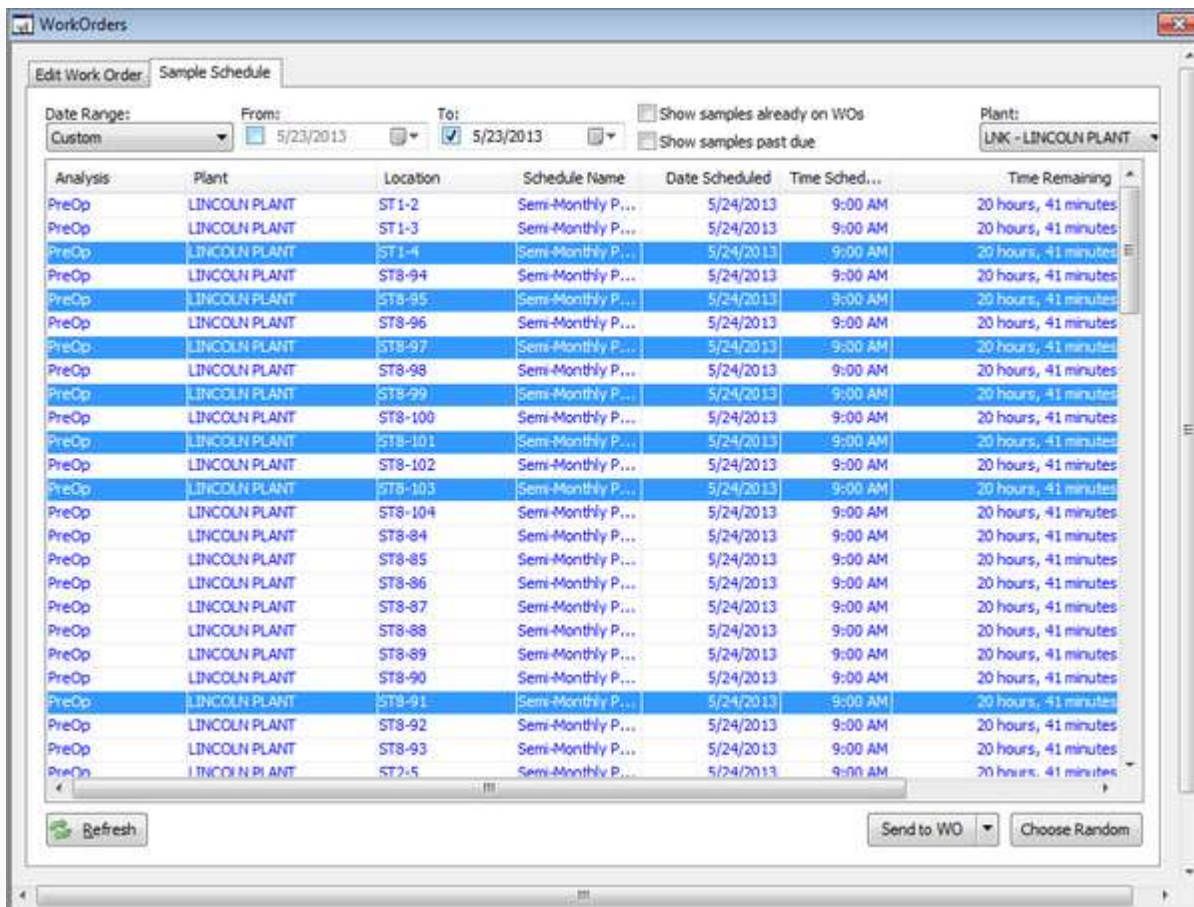 WorkOrders
Edit Work Order Sample Schedule
Date Range: From: To: Show samples already on WOs Plant:
Custom 5/23/2013 5/23/2013 Show samples past due LNK - LINCOLN PLANT
Analysis Plant Location Schedule Name Date Scheduled Time Sched... Time Remaining
PreOp LINCOLN PLANT ST1-2 Semi-Monthly P... 5/24/2013 9:00 AM 20 hours, 41 minutes
PreOp LINCOLN PLANT ST1-3 Semi-Monthly P... 5/24/2013 9:00 AM 20 hours, 41 minutes
PreOp LINCOLN PLANT ST1-4 Semi-Monthly P... 5/24/2013 9:00 AM 20 hours, 41 minutes
PreOp LINCOLN PLANT ST8-94 Semi-Monthly P... 5/24/2013 9:00 AM 20 hours, 41 minutes
PreOp LINCOLN PLANT ST8-95 Semi-Monthly P... 5/24/2013 9:00 AM 20 hours, 41 minutes
PreOp LINCOLN PLANT ST8-96 Semi-Monthly P... 5/24/2013 9:00 AM 20 hours, 41 minutes
PreOp LINCOLN PLANT ST8-97 Semi-Monthly P... 5/24/2013 9:00 AM 20 hours, 41 minutes
PreOp LINCOLN PLANT ST8-98 Semi-Monthly P... 5/24/2013 9:00 AM 20 hours, 41 minutes
PreOp LINCOLN PLANT ST8-99 Semi-Monthly P... 5/24/2013 9:00 AM 20 hours, 41 minutes
PreOp LINCOLN PLANT ST8-100 Semi-Monthly P... 5/24/2013 9:00 AM 20 hours, 41 minutes
PreOp LINCOLN PLANT ST8-101 Semi-Monthly P... 5/24/2013 9:00 AM 20 hours, 41 minutes
PreOp LINCOLN PLANT ST8-102 Semi-Monthly P... 5/24/2013 9:00 AM 20 hours, 41 minutes
PreOp LINCOLN PLANT ST8-103 Semi-Monthly P... 5/24/2013 9:00 AM 20 hours, 41 minutes
PreOp LINCOLN PLANT ST8-104 Semi-Monthly P... 5/24/2013 9:00 AM 20 hours, 41 minutes
PreOp LINCOLN PLANT ST8-84 Semi-Monthly P... 5/24/2013 9:00 AM 20 hours, 41 minutes
PreOp LINCOLN PLANT ST8-85 Semi-Monthly P... 5/24/2013 9:00 AM 20 hours, 41 minutes
PreOp LINCOLN PLANT ST8-86 Semi-Monthly P... 5/24/2013 9:00 AM 20 hours, 41 minutes
PreOp LINCOLN PLANT ST8-87 Semi-Monthly P... 5/24/2013 9:00 AM 20 hours, 41 minutes
PreOp LINCOLN PLANT ST8-88 Semi-Monthly P... 5/24/2013 9:00 AM 20 hours, 41 minutes
PreOp LINCOLN PLANT ST8-89 Semi-Monthly P... 5/24/2013 9:00 AM 20 hours, 41 minutes
PreOp LINCOLN PLANT ST8-90 Semi-Monthly P... 5/24/2013 9:00 AM 20 hours, 41 minutes
PreOp LINCOLN PLANT ST8-91 Semi-Monthly P... 5/24/2013 9:00 AM 20 hours, 41 minutes
PreOp LINCOLN PLANT ST8-92 Semi-Monthly P... 5/24/2013 9:00 AM 20 hours, 41 minutes
PreOp LINCOLN PLANT ST8-93 Semi-Monthly P... 5/24/2013 9:00 AM 20 hours, 41 minutes
PreOp LINCOLN PLANT ST2-5 Semi-Monthly P... 5/24/2013 9:00 AM 20 hours, 41 minutes
Refresh Send to WO Choose Random